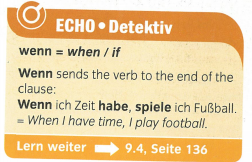 ECHO • Detektiv
wenn = when / if
Wenn sends the verb to the end of the
clause:
Wenn ich Zeit habe, spiele ich Fußball.
= When I have time, I play football.
Lern weiter ➡ 9.4, Seite 136